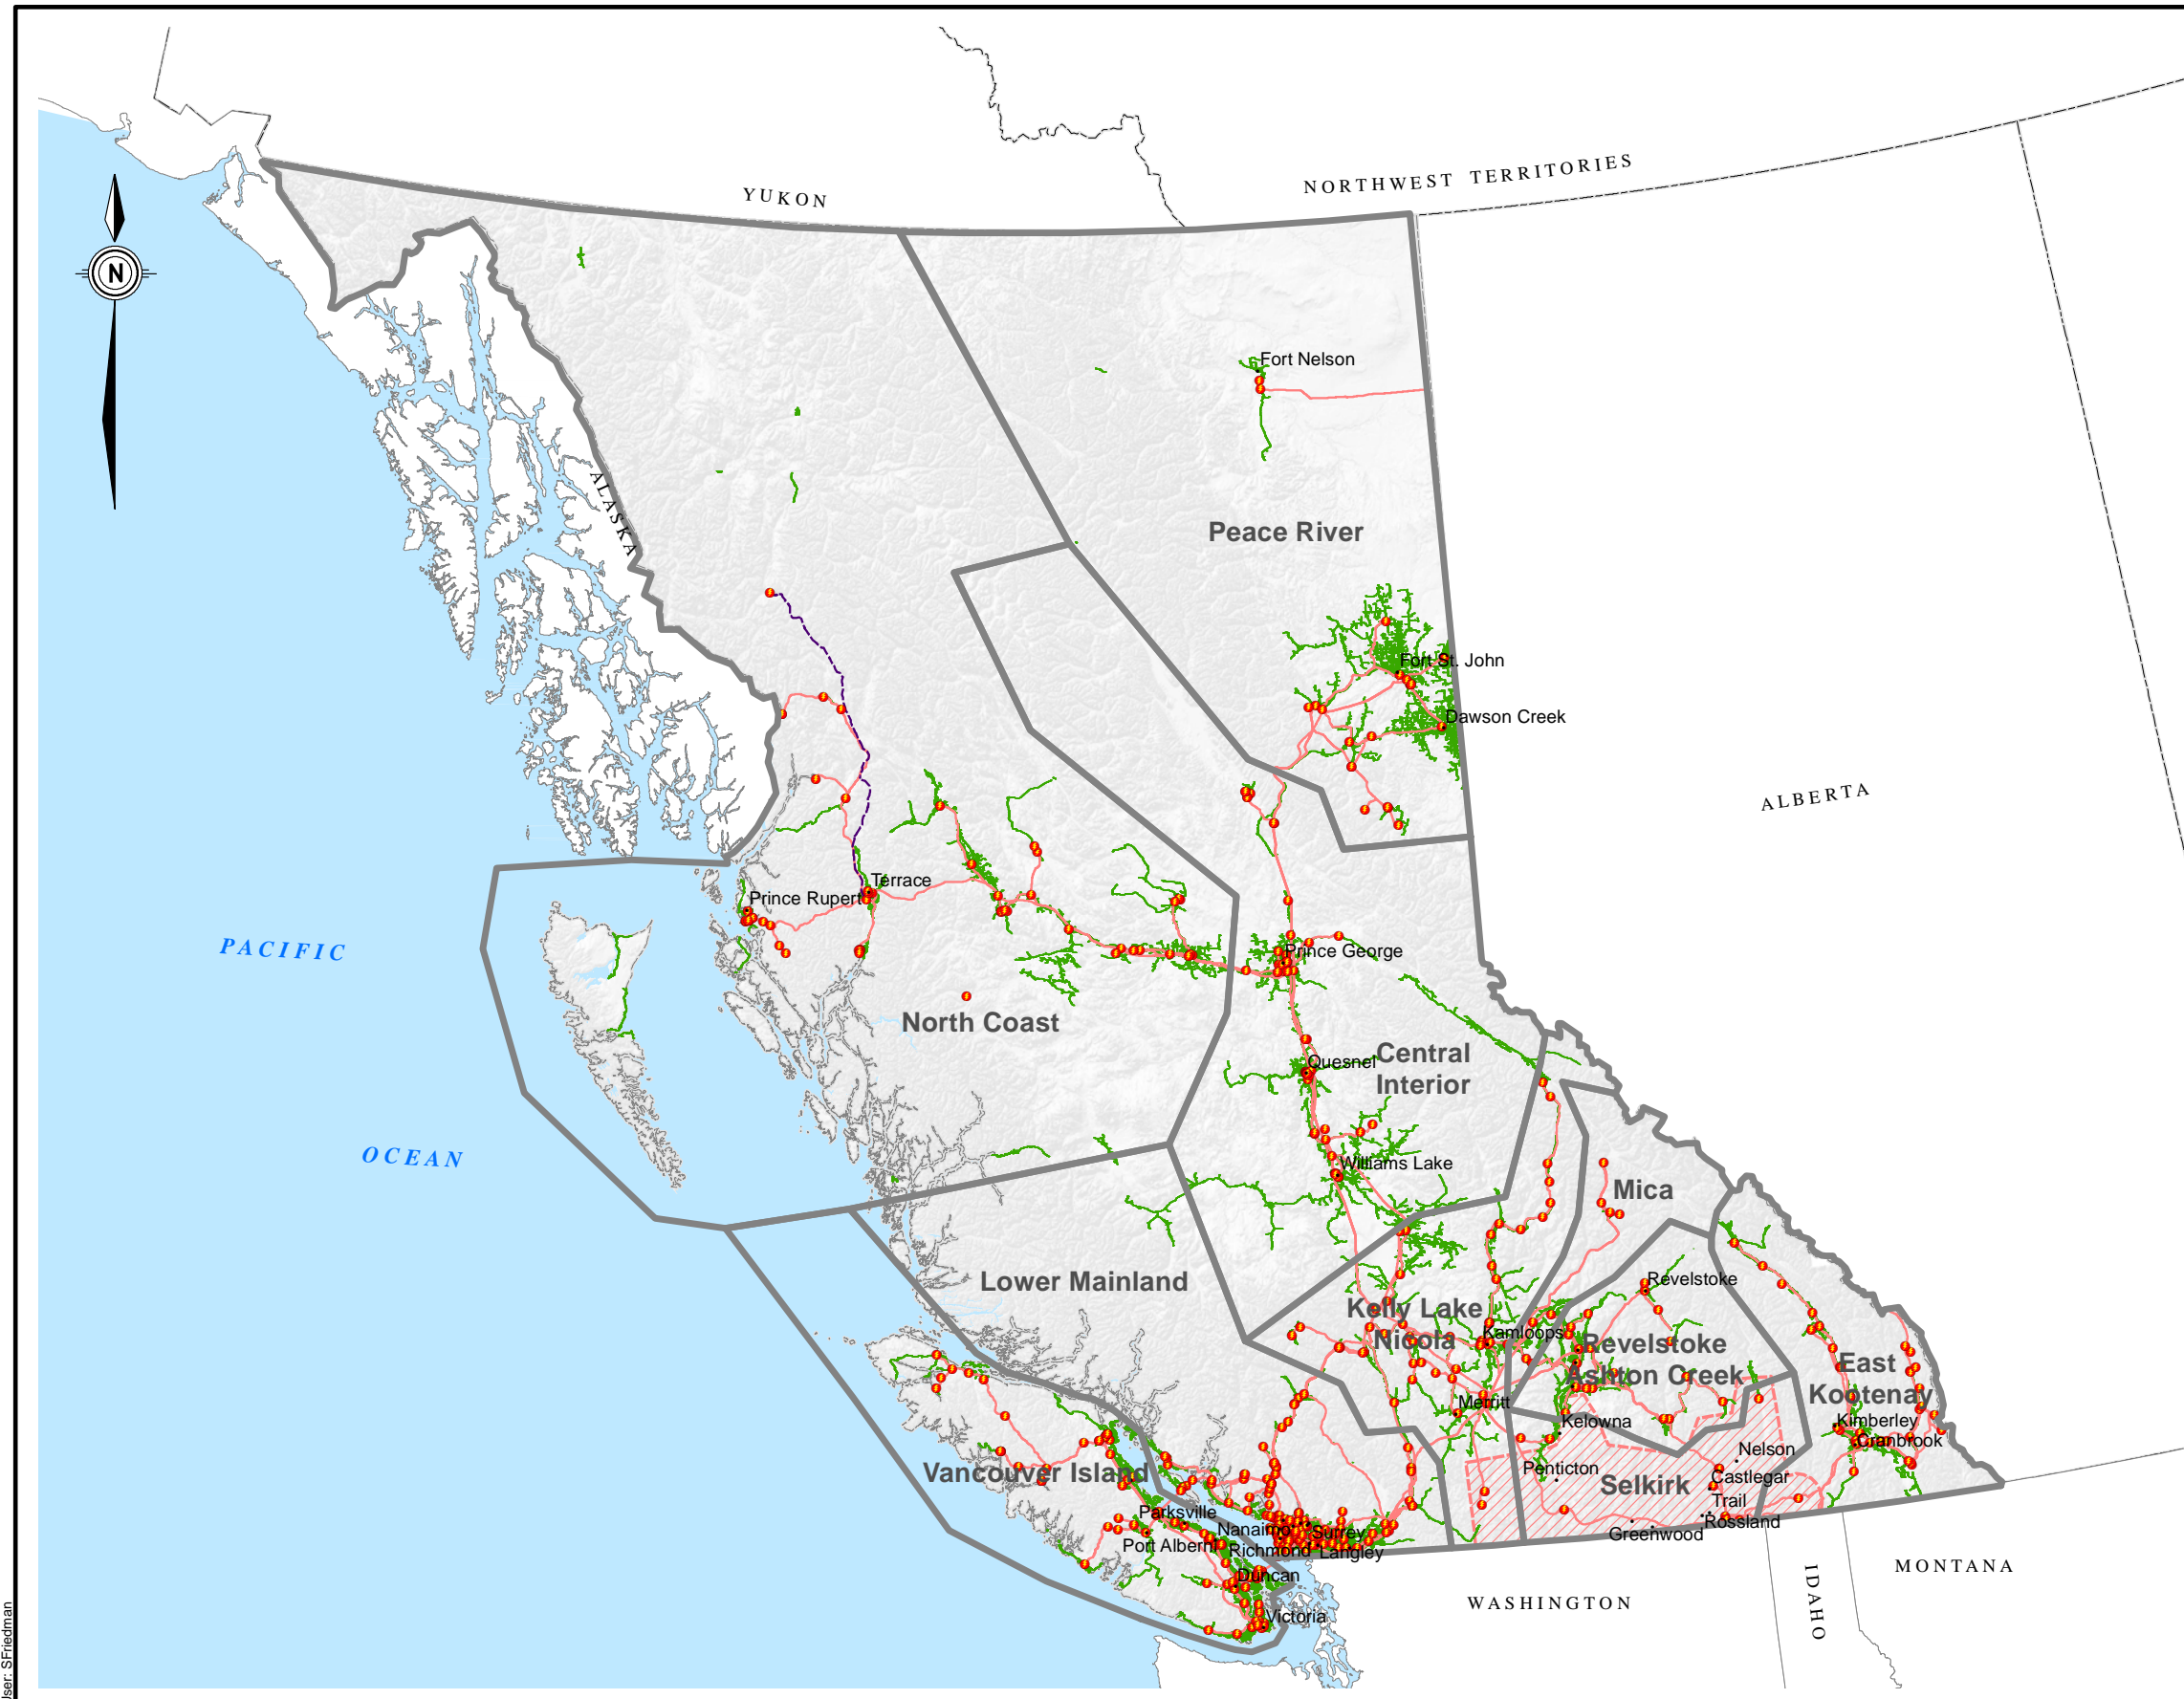 YUKON
NORTHWEST TERRITORIES
N
Fort Nelson
ALASKA
Peace River
Fort St. John
Dawson Creek
ALBERTA
Terrace
Prince Rupert
PACIFIC
Prince George
North Coast
Central
Interior
Quesnel
OCEAN
Williams Lake
Mica
Lower Mainland
Revelstoke
Kelly Lake
Nicola
Kamloops
Revelstoke
Ashton Creek
East
Kootenay
Merritt
Kelowna
Kimberley
Cranbrook
Nelson
Vancouver Island
Penticton
Selkirk
Castlegar
Trail
Rossland
Greenwood
Parksville
Nanaimo
Surrey
Port Alberni
Richmond
Langley
Duncan
Victoria
WASHINGTON
IDAHO
MONTANA
User: SFriedman